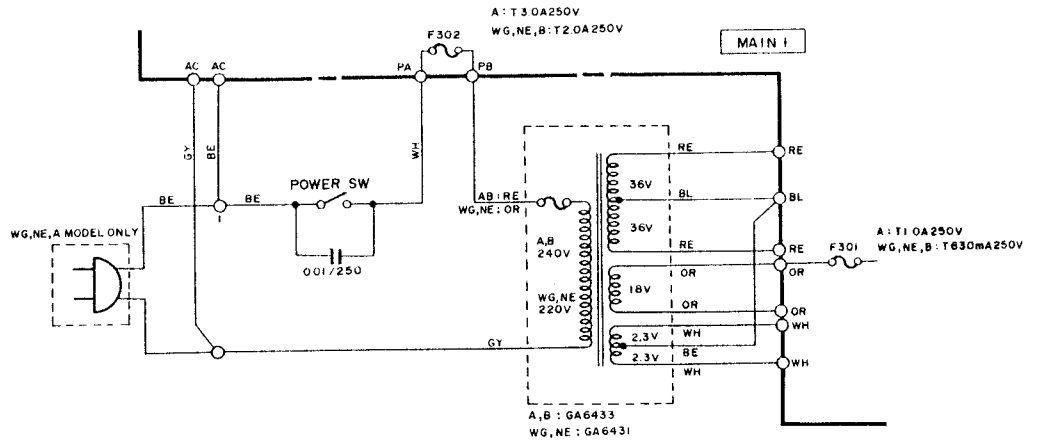 A : T3.0A250V
WG,NE,B : T2.0A250V
F302
MAIN 1
AC AC
PA
PB
GY
BE
WH
RE
BE
BE
POWER SW
AB : RE
WG,NE : OR
36V
BL
BL
WG,NE,A MODEL ONLY
.001/250
A,B
240V
36V
RE
RE
F301
A : T1.0A250V
WG,NE,B : T630mA250V
OR
OR
WG,NE
220V
18V
OR
OR
WH
WH
2.3V
GY
BE
2.3V
WH
WH
A,B : GA6433
WG,NE : GA6431
RE